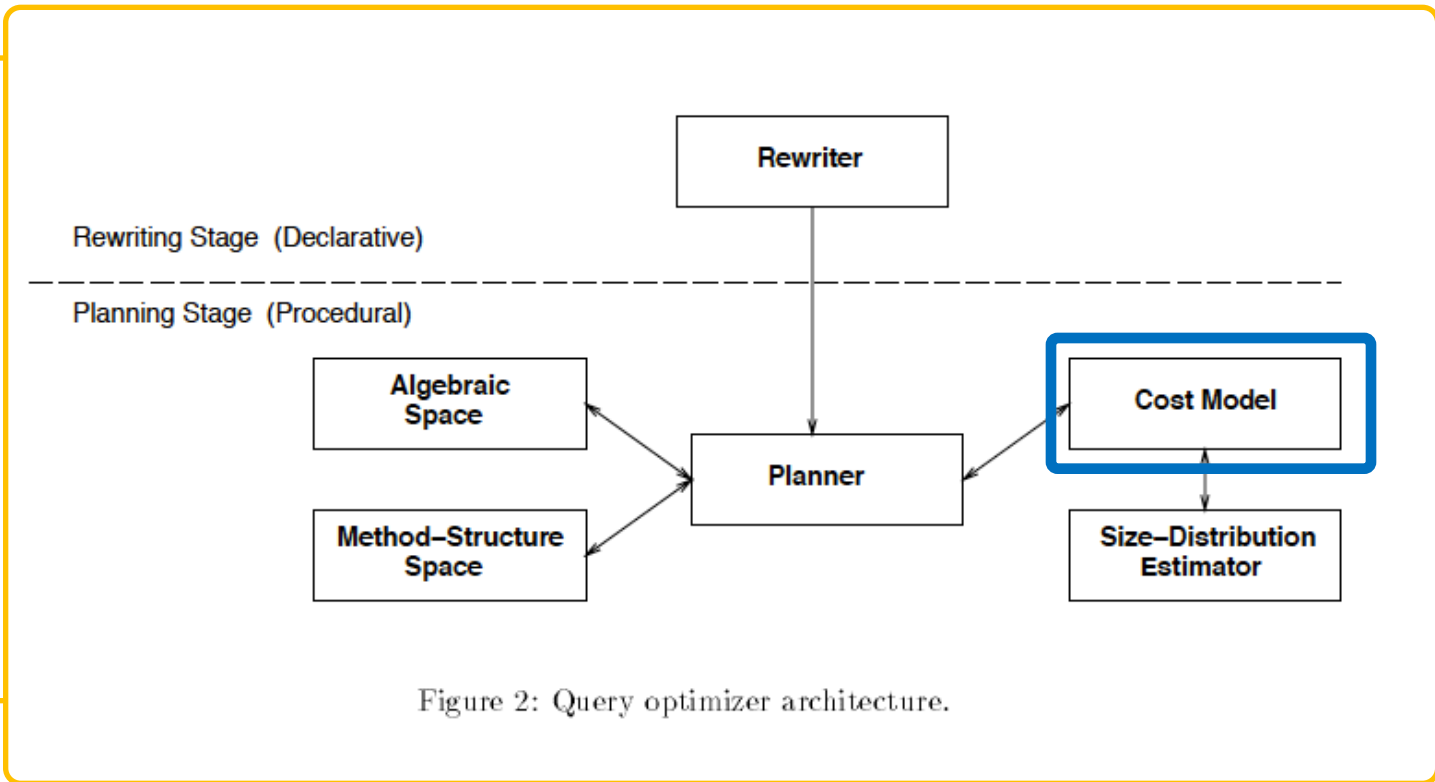 Rewriter
Rewriting Stage (Declarative)
Planning Stage (Procedural)
Algebraic
Space
Cost Model
Planner
Method–Structure
Space
Size–Distribution
Estimator
Figure 2: Query optimizer architecture.